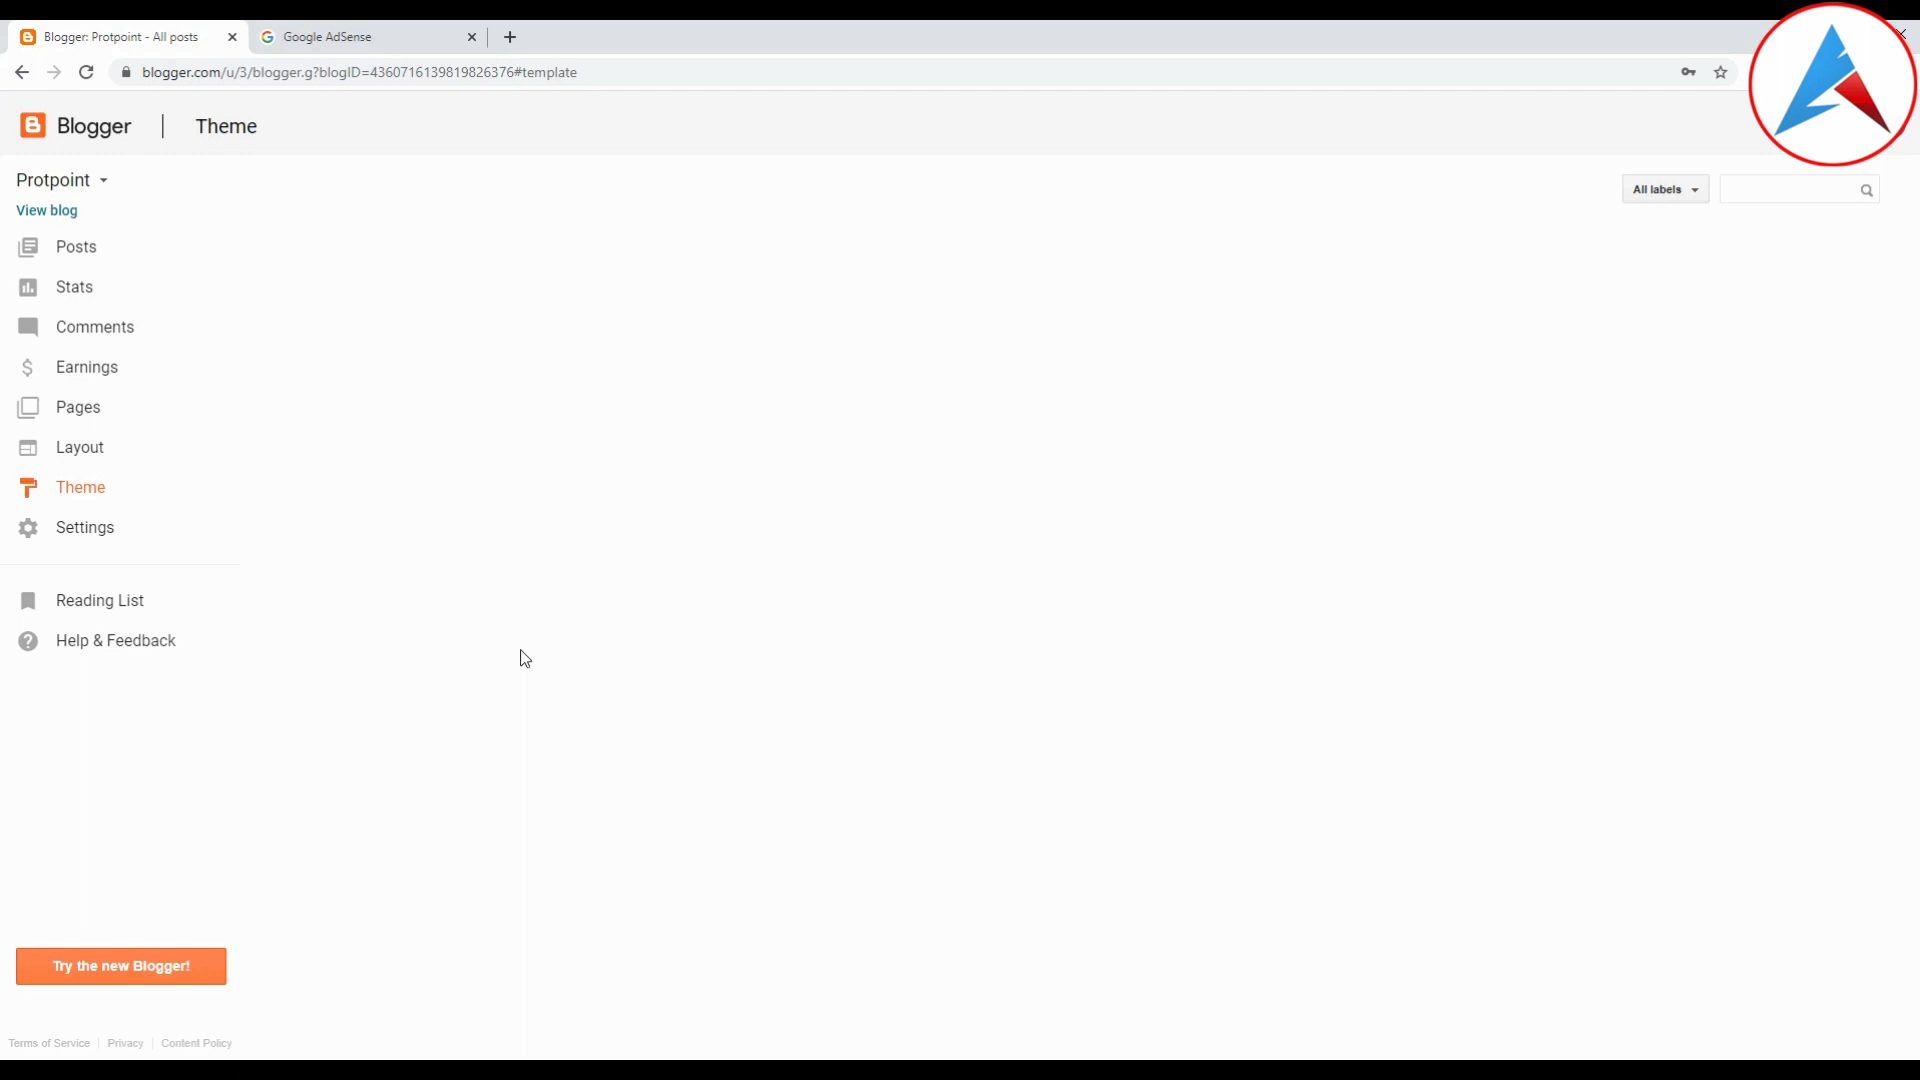 Blogger: Protpoint - All posts
Google AdSense
blogger.com/u/3/blogger.g?blogID=4360716139819826376#template
Blogger | Theme
Protpoint
All labels
View blog
Posts
Stats
Comments
Earnings
Pages
Layout
Theme
Settings
Reading List
Help & Feedback
Try the new Blogger!
Terms of Service | Privacy | Content Policy